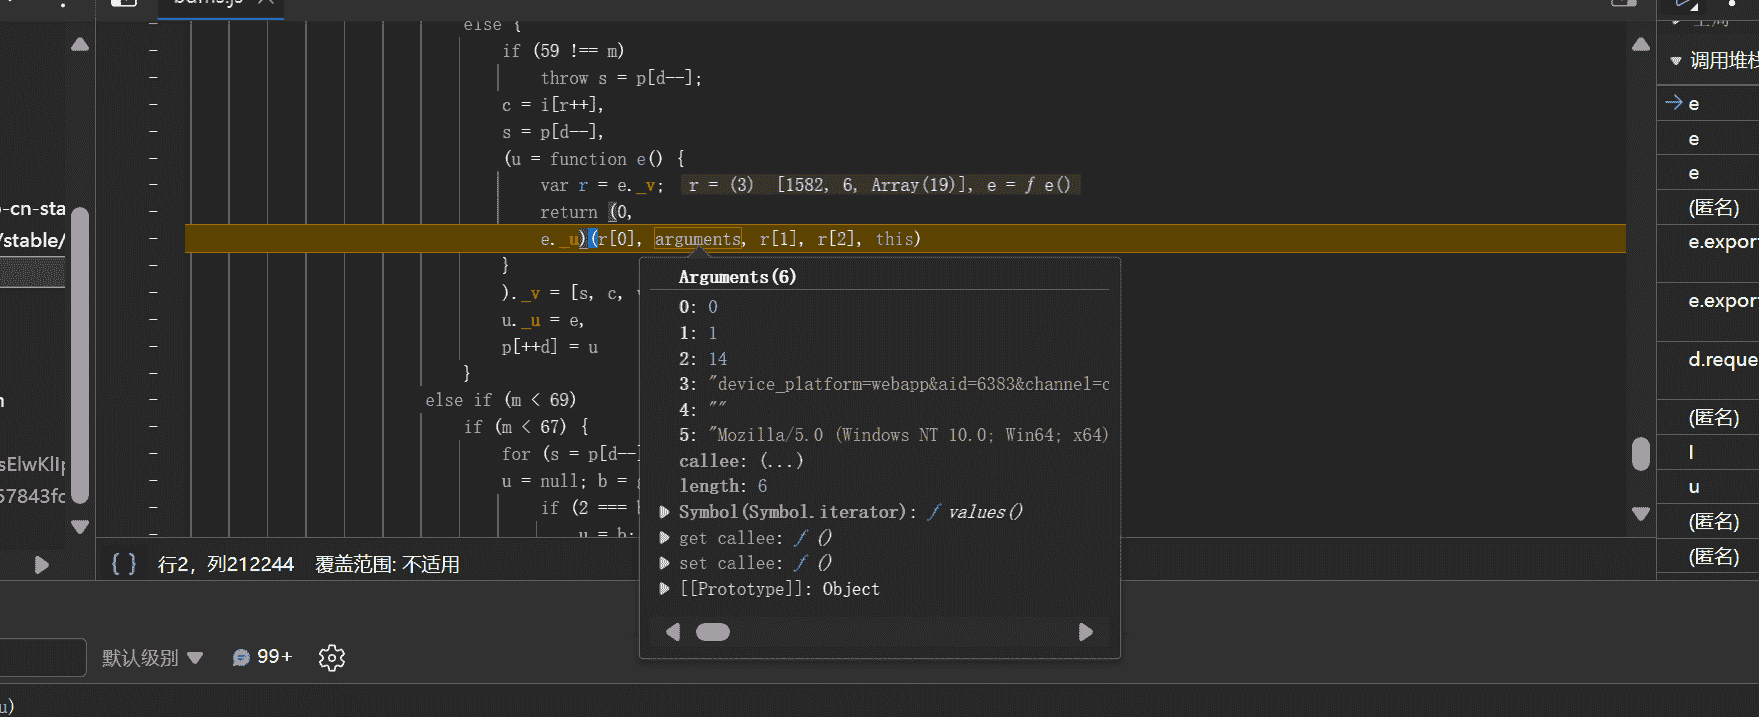 else {
if (59 !== m)
throw s = p[d--];
c = i[r++],
s = p[d--],
(u = function e() {
var r = e._v; r = (3) [1582, 6, Array(19)], e = ƒ e()
return (0,
e._u)(r[0], arguments, r[1], r[2], this)
}
)._v = [s, c,
u._u = e,
p[++d] = u
}
else if (m < 69)
if (m < 67) {
for (s = p[d--]
u = null; b =
if (2 ===
Arguments(6)
0: 0
1: 1
2: 14
3: "device_platform=webapp&aid=6383&channel=c
4: ""
5: "Mozilla/5.0 (Windows NT 10.0; Win64; x64)
callee: (...)
length: 6
Symbol(Symbol.iterator): ƒ values()
get callee: ƒ ()
set callee: ƒ ()
[[Prototype]]: Object
-cn-sta
/stable/
sElwKlI
57843fc
{ } 行2，列212244 覆盖范围: 不适用
默认级别 99+
u)
调用堆栈
e
e
e
(匿名)
e.expor
e.expor
d.reque
(匿名)
l
u
(匿名)
(匿名)